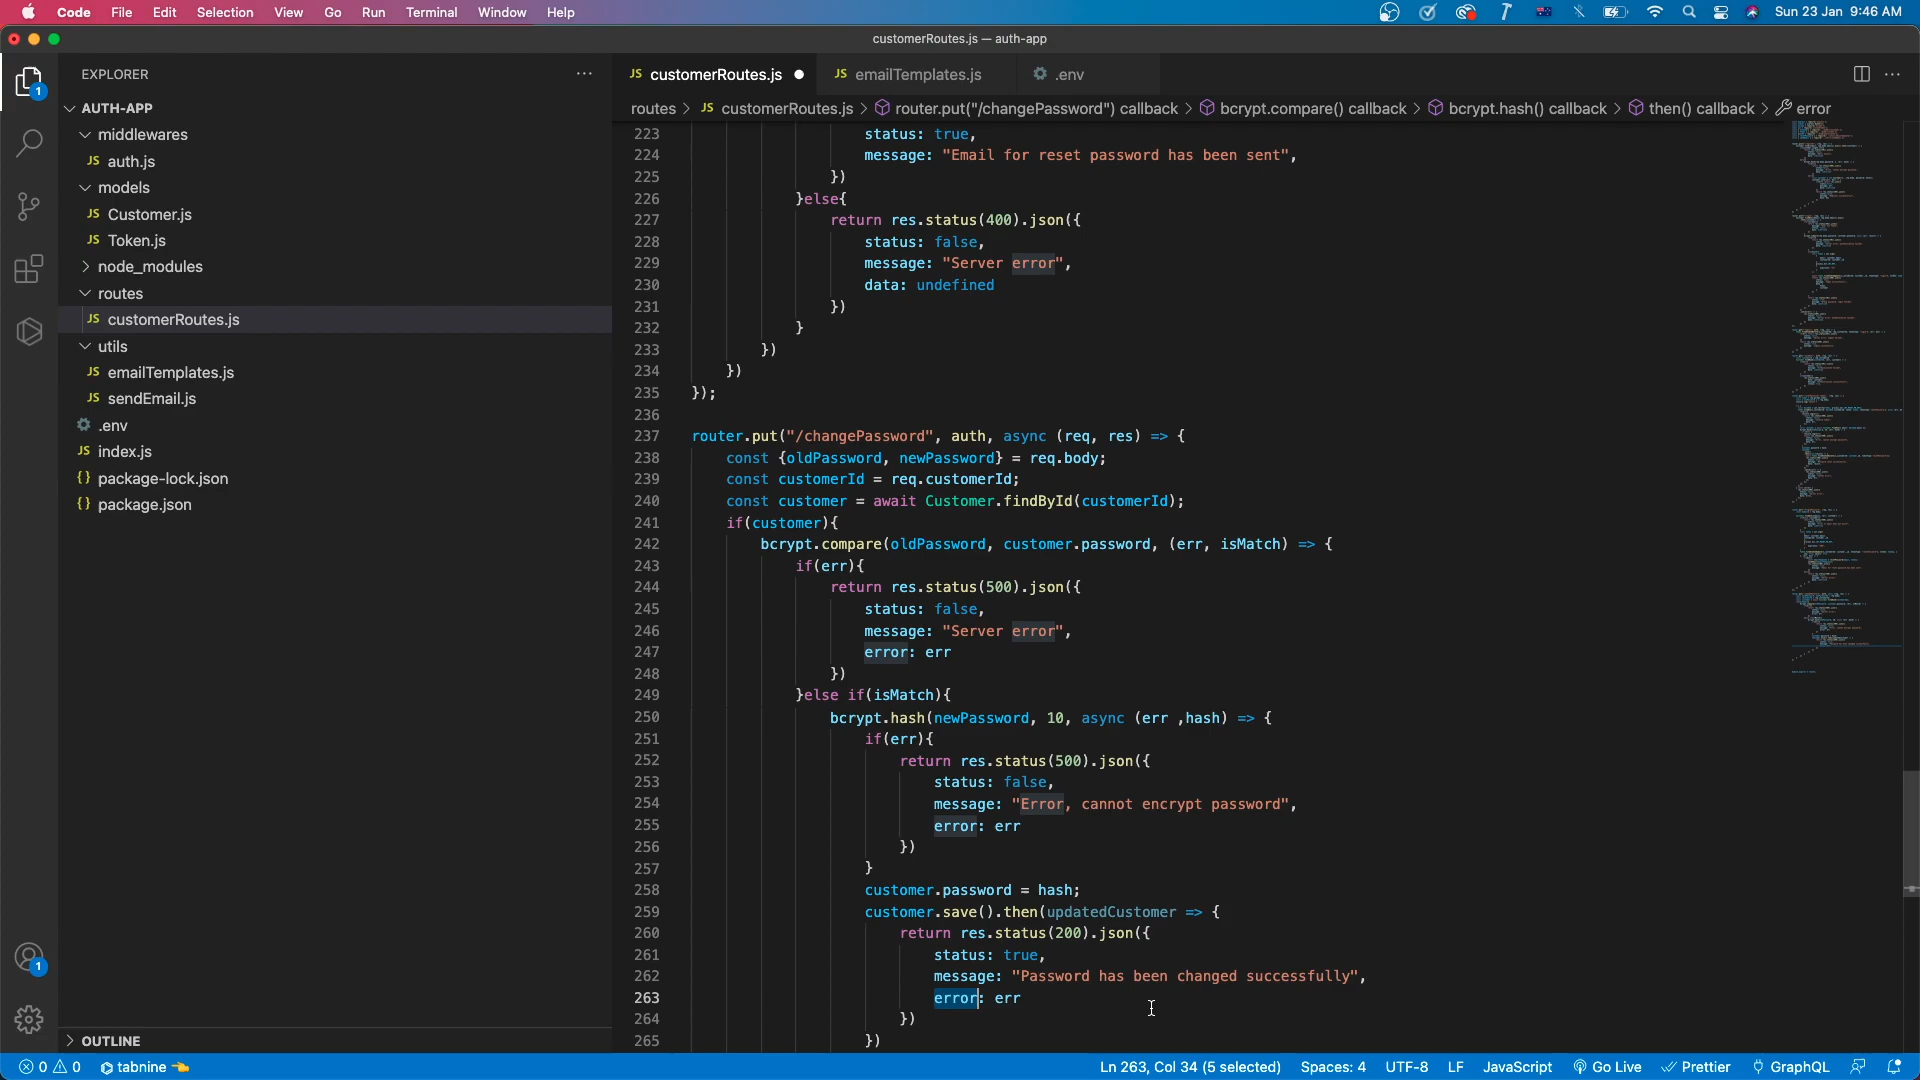 Code File Edit Selection View Go Run Terminal Window Help Sun 23 Jan 9:46 AM
customerRoutes.js — auth-app
EXPLORER
AUTH-APP
middlewares
JS auth.js
models
JS Customer.js
JS Token.js
node_modules
routes
JS customerRoutes.js
utils
JS emailTemplates.js
JS sendEmail.js
.env
JS index.js
{} package-lock.json
{} package.json
OUTLINE
1
1
JS customerRoutes.js JS emailTemplates.js .env
routes > JS customerRoutes.js > router.put("/changePassword") callback > bcrypt.compare() callback > bcrypt.hash() callback > then() callback > error
223 status: true,
224 message: "Email for reset password has been sent",
225 })
226 }else{
227 return res.status(400).json({
228 status: false,
229 message: "Server error",
230 data: undefined
231 })
232 }
233 })
234 })
235 });
236
237 router.put("/changePassword", auth, async (req, res) => {
238 const {oldPassword, newPassword} = req.body;
239 const customerId = req.customerId;
240 const customer = await Customer.findById(customerId);
241 if(customer){
242 bcrypt.compare(oldPassword, customer.password, (err, isMatch) => {
243 if(err){
244 return res.status(500).json({
245 status: false,
246 message: "Server error",
247 error: err
248 })
249 }else if(isMatch){
250 bcrypt.hash(newPassword, 10, async (err ,hash) => {
251 if(err){
252 return res.status(500).json({
253 status: false,
254 message: "Error, cannot encrypt password",
255 error: err
256 })
257 }
258 customer.password = hash;
259 customer.save().then(updatedCustomer => {
260 return res.status(200).json({
261 status: true,
262 message: "Password has been changed successfully",
263 error: err
264 })
265 })
0 0 tabnine Ln 263, Col 34 (5 selected) Spaces: 4 UTF-8 LF JavaScript Go Live Prettier GraphQL